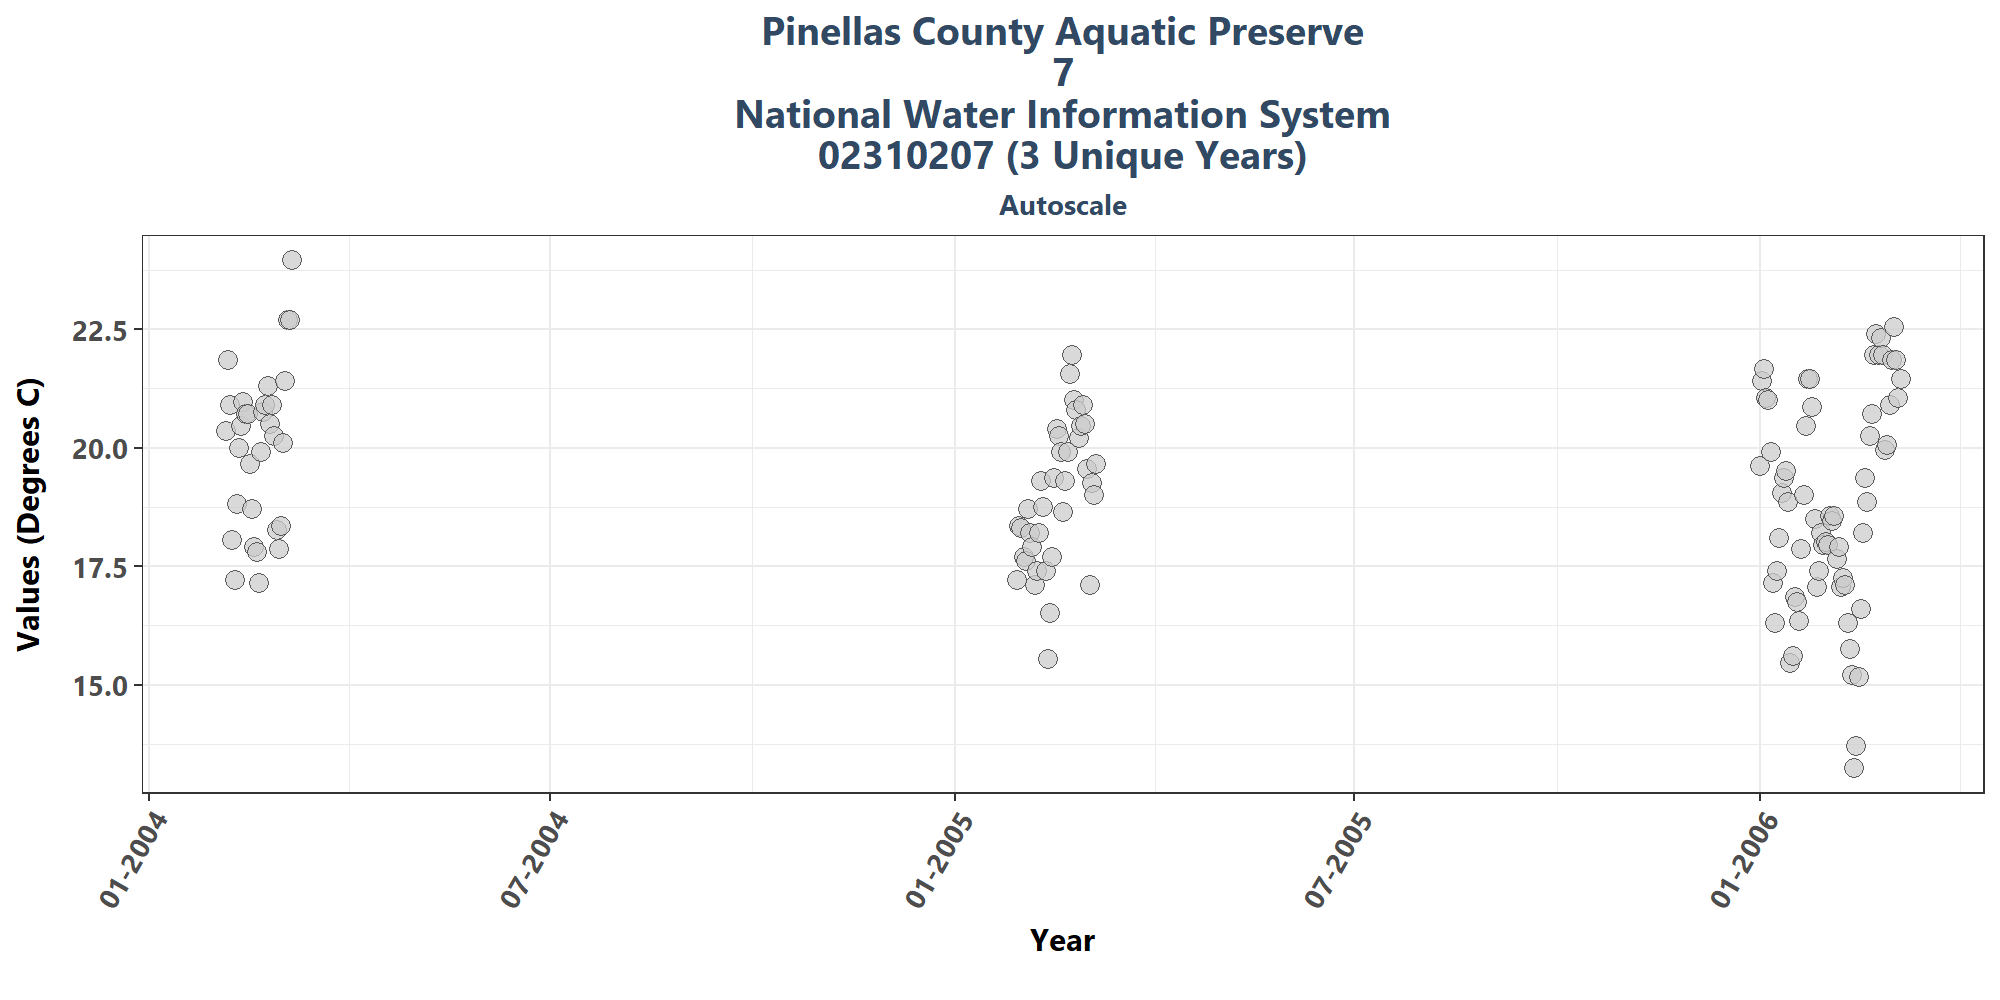 Pinellas County Aquatic Preserve
7
National Water Information System
02310207 (3 Unique Years)
Autoscale
Values (Degrees C)
22.5
20.0
17.5
15.0
01-2004
07-2004
01-2005
07-2005
01-2006
Year